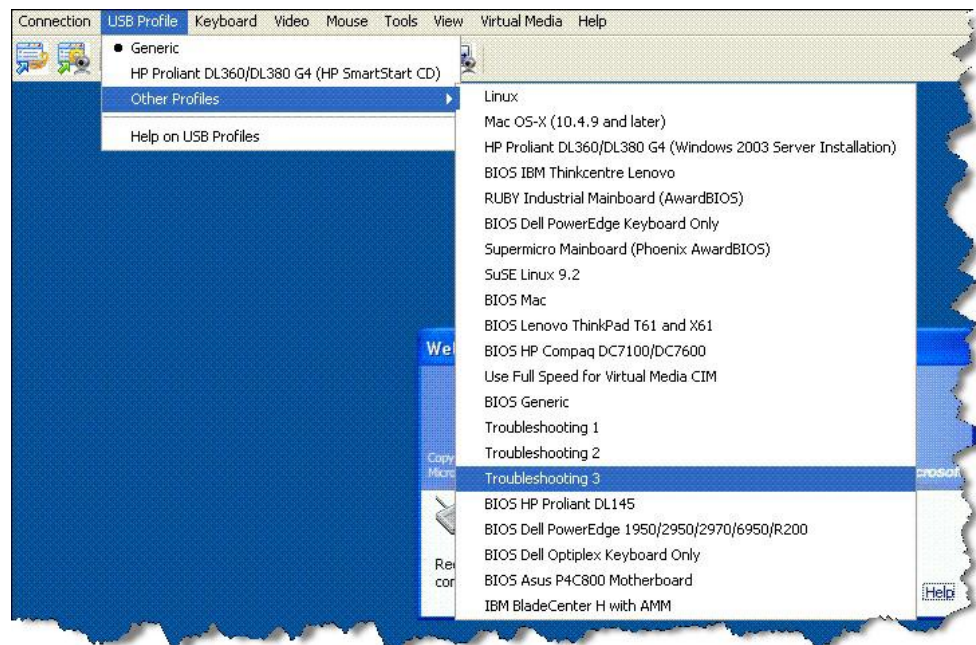 Connection USB Profile Keyboard Video Mouse Tools View Virtual Media Help
Generic
HP Proliant DL360/DL380 G4 (HP SmartStart CD)
Other Profiles
Help on USB Profiles
Linux
Mac OS-X (10.4.9 and later)
HP Proliant DL360/DL380 G4 (Windows 2003 Server Installation)
BIOS IBM Thinkcentre Lenovo
RUBY Industrial Mainboard (AwardBIOS)
BIOS Dell PowerEdge Keyboard Only
Supermicro Mainboard (Phoenix AwardBIOS)
SuSE Linux 9.2
BIOS Mac
BIOS Lenovo ThinkPad T61 and X61
BIOS HP Compaq DC7100/DC7600
Use Full Speed for Virtual Media CIM
BIOS Generic
Troubleshooting 1
Troubleshooting 2
Troubleshooting 3
BIOS HP Proliant DL145
BIOS Dell PowerEdge 1950/2950/2970/6950/R200
BIOS Dell Optiplex Keyboard Only
BIOS Asus P4C800 Motherboard
IBM BladeCenter H with AMM
Help